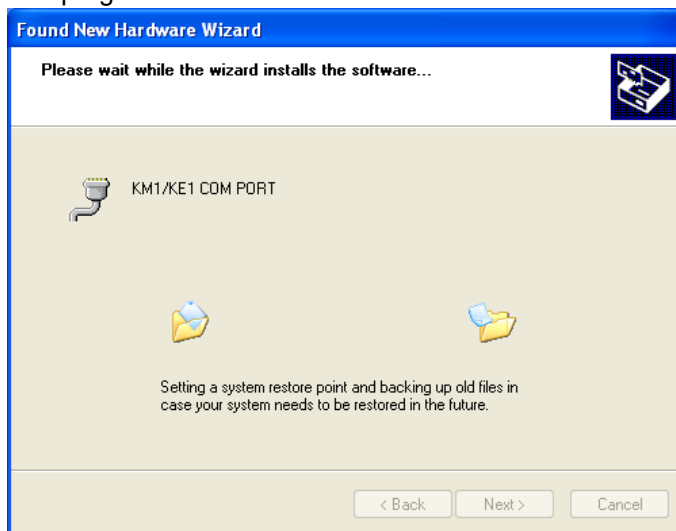 Found New Hardware Wizard
Please wait while the wizard installs the software...
KM1/KE1 COM PORT
Setting a system restore point and backing up old files in
case your system needs to be restored in the future.
< Back
Next >
Cancel